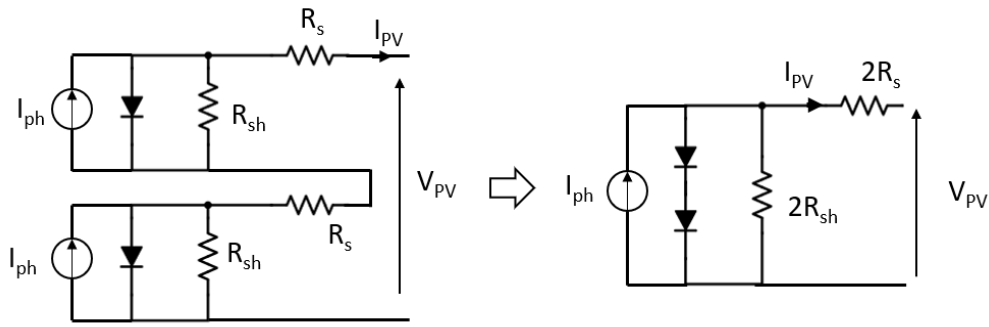 R_s I_PV
I_ph R_sh
V_PV
I_ph R_sh R_s
I_PV 2R_s
I_ph 2R_sh V_PV